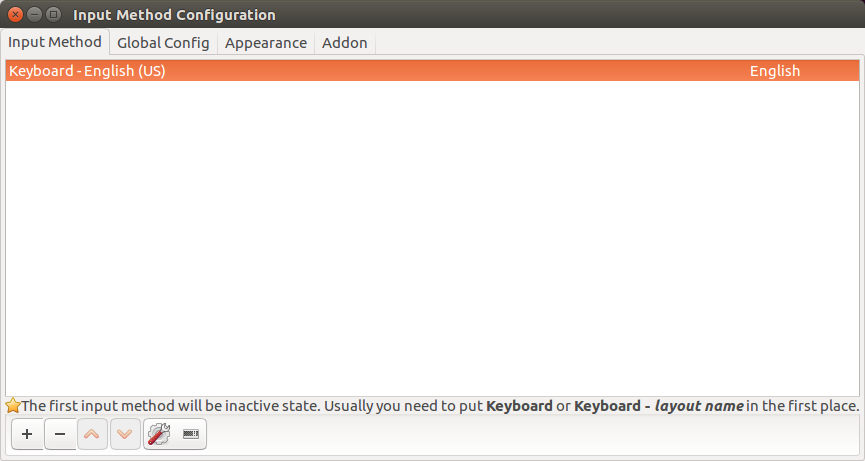 Input Method Configuration
Input Method Global Config Appearance Addon
Keyboard - English (US) English
The first input method will be inactive state. Usually you need to put Keyboard or Keyboard - layout name in the first place.